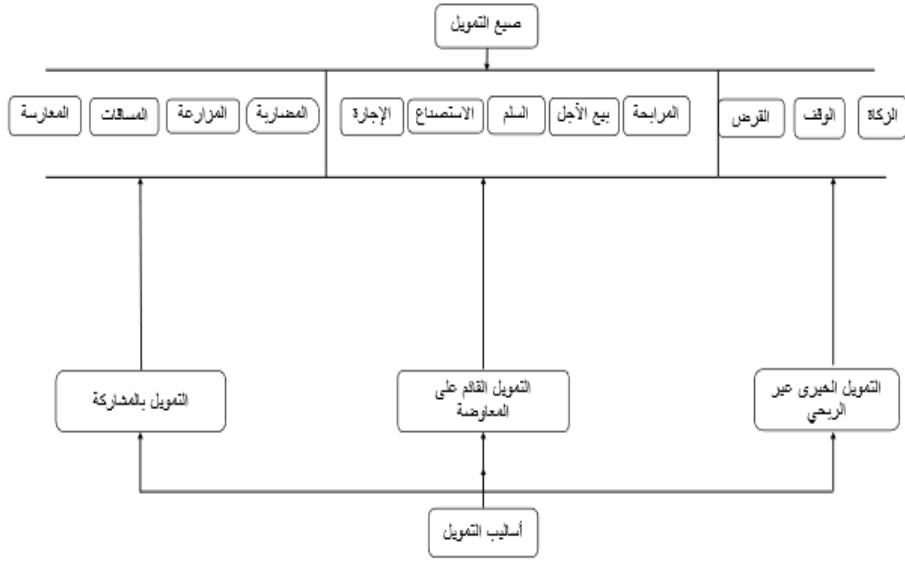 صيغ التمويل
الزكاة
الوقف
القرض
المرابحة
بيع الأجل
السلم
الاستصناع
الإجارة
المضاربة
المزارعة
المساقات
المغارسة
التمويل الخيرى غير
الربحي
التمويل القائم على
المعاوضة
التمويل بالمشاركة
أساليب التمويل